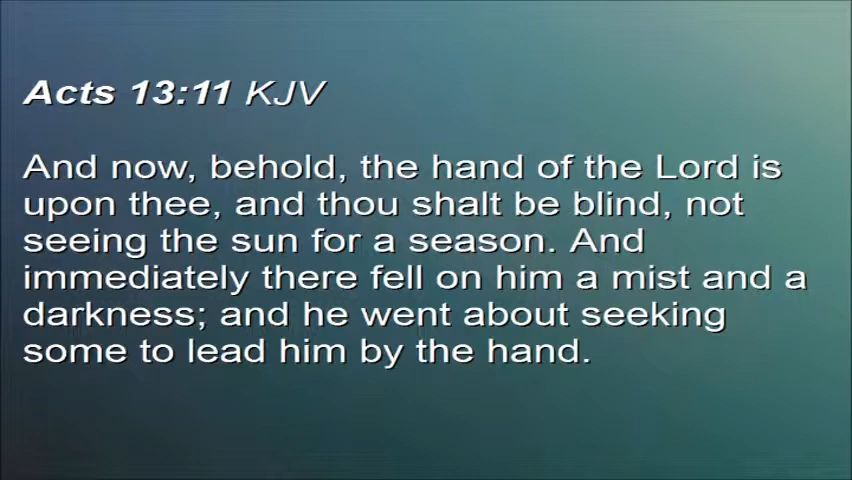 Acts 13:11 KJV
And now, behold, the hand of the Lord is
upon thee, and thou shalt be blind, not
seeing the sun for a season. And
immediately there fell on him a mist and a
darkness; and he went about seeking
some to lead him by the hand.